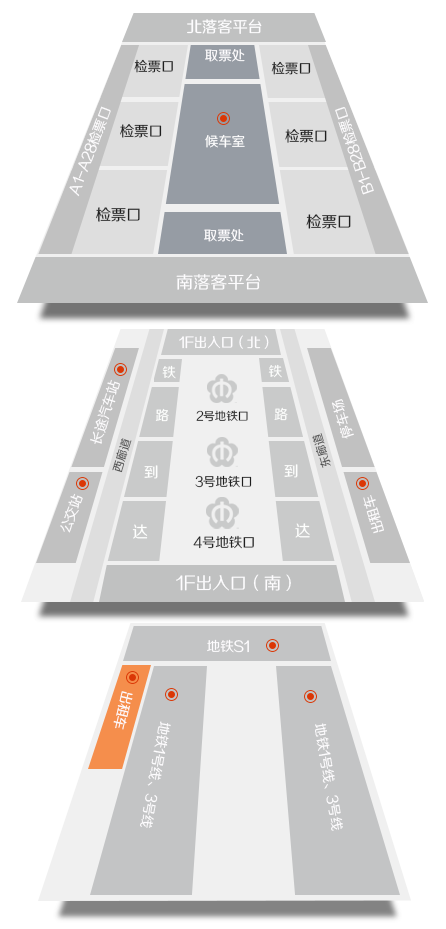 北落客平台
取票处
检票口
检票口
候车室
检票口
检票口
A1-A28检票口
B1-B28检票口
检票口
检票口
取票处
南落客平台
1F出入口（北）
铁
路
到
达
铁
路
到
达
2号地铁口
3号地铁口
4号地铁口
长途汽车站
西廊道
东廊道
停车场
公交站
出租车
1F出入口（南）
地铁S1
出租车
地铁1号线、3号线
地铁1号线、3号线